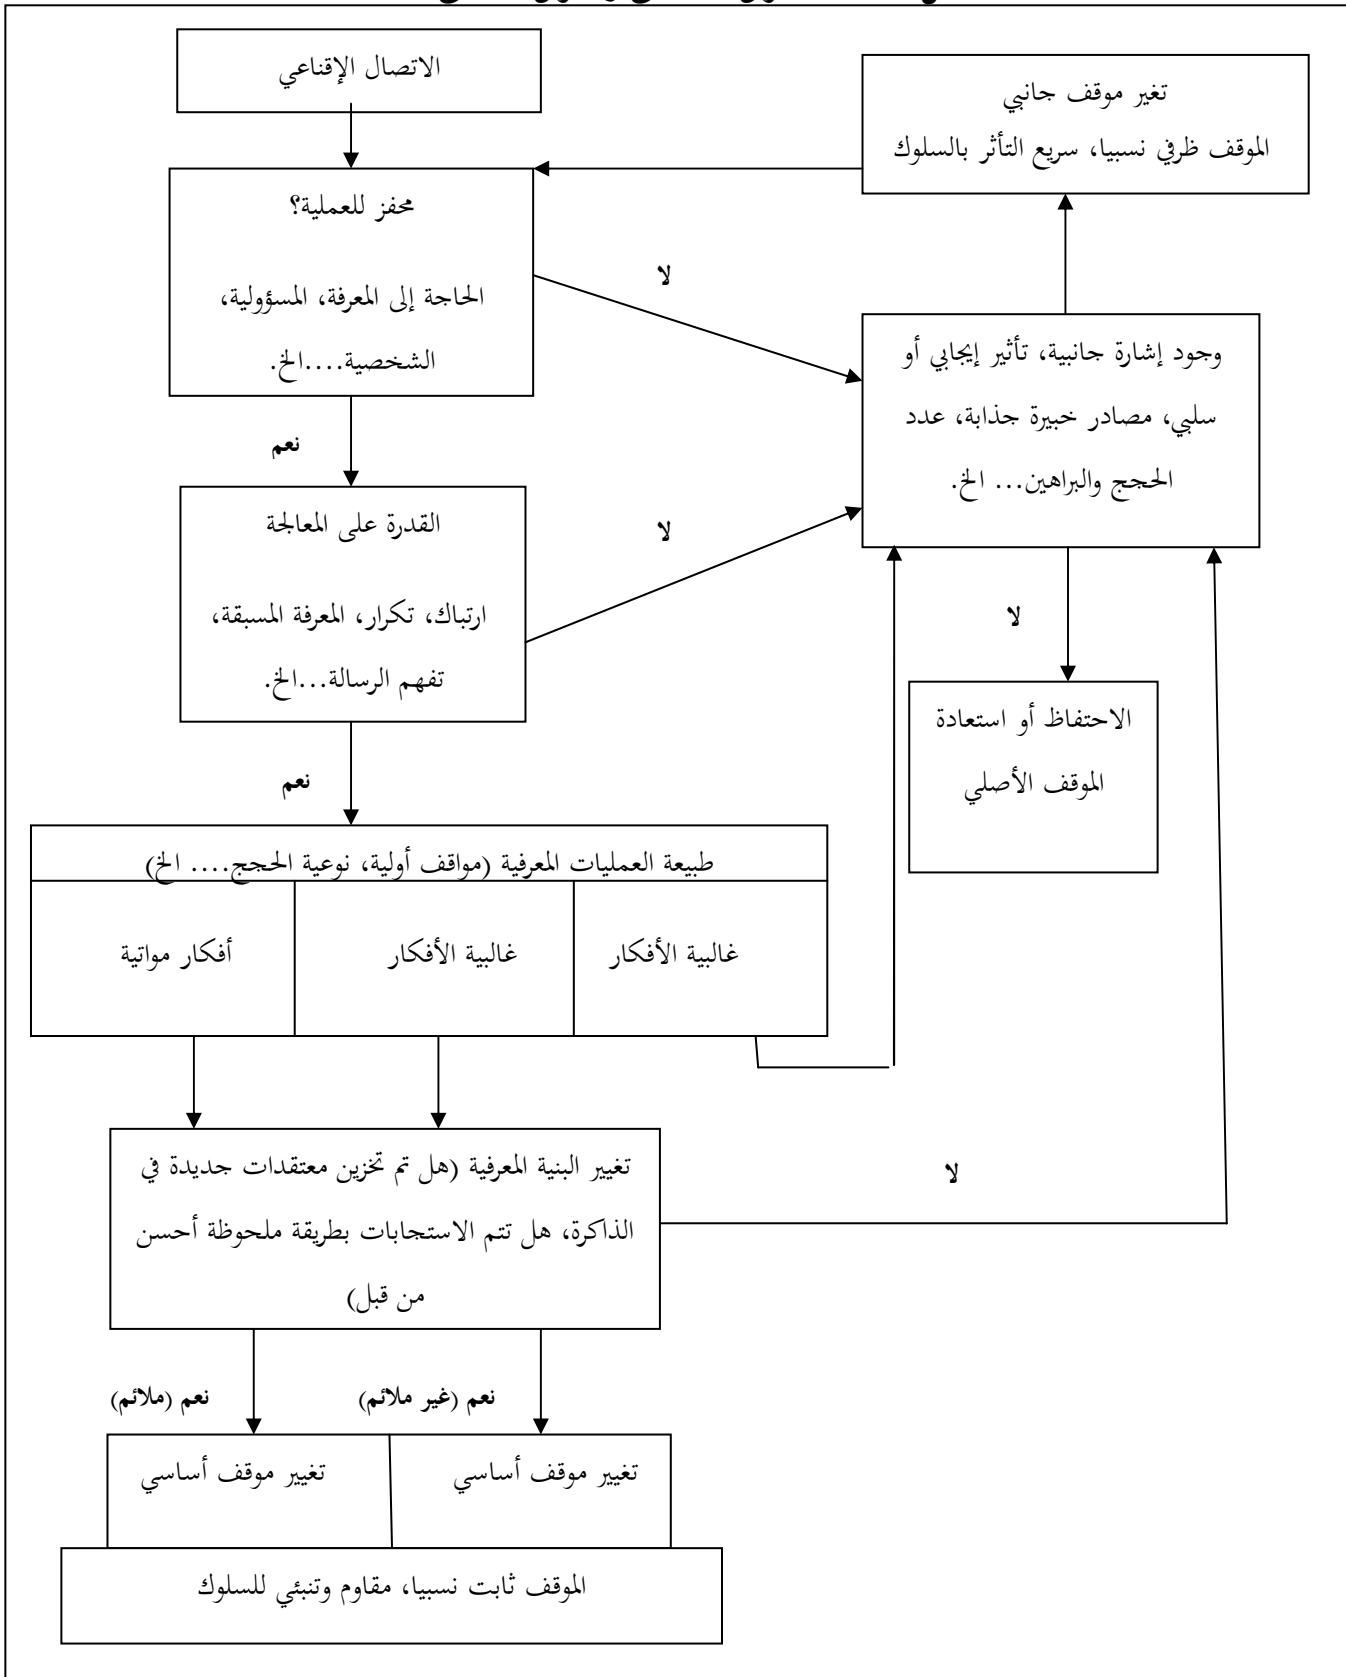 الاتصال الإقناعي
تغير موقف جانبي
الموقف ظرفي نسبيا، سريع التأثر بالسلوك
محفز للعملية؟
الحاجة إلى المعرفة، المسؤولية،
الشخصية....الخ.
لا
وجود إشارة جانبية، تأثير إيجابي أو
سلبي، مصادر خبيرة جذابة، عدد
الحجج والبراهين... الخ.
نعم
القدرة على المعالجة
ارتباك، تكرار، المعرفة المسبقة،
تفهم الرسالة...الخ.
لا
لا
الاحتفاظ أو استعادة
الموقف الأصلي
نعم
طبيعة العمليات المعرفية (مواقف أولية، نوعية الحجج.... الخ)
غالبية الأفكار
غالبية الأفكار
أفكار مواتية
تغيير البنية المعرفية (هل تم تخزين معتقدات جديدة في
الذاكرة، هل تتم الاستجابات بطريقة ملحوظة أحسن
من قبل)
لا
نعم (غير ملائم)
نعم (ملائم)
تغيير موقف أساسي
تغيير موقف أساسي
الموقف ثابت نسبيا، مقاوم وتنبئي للسلوك